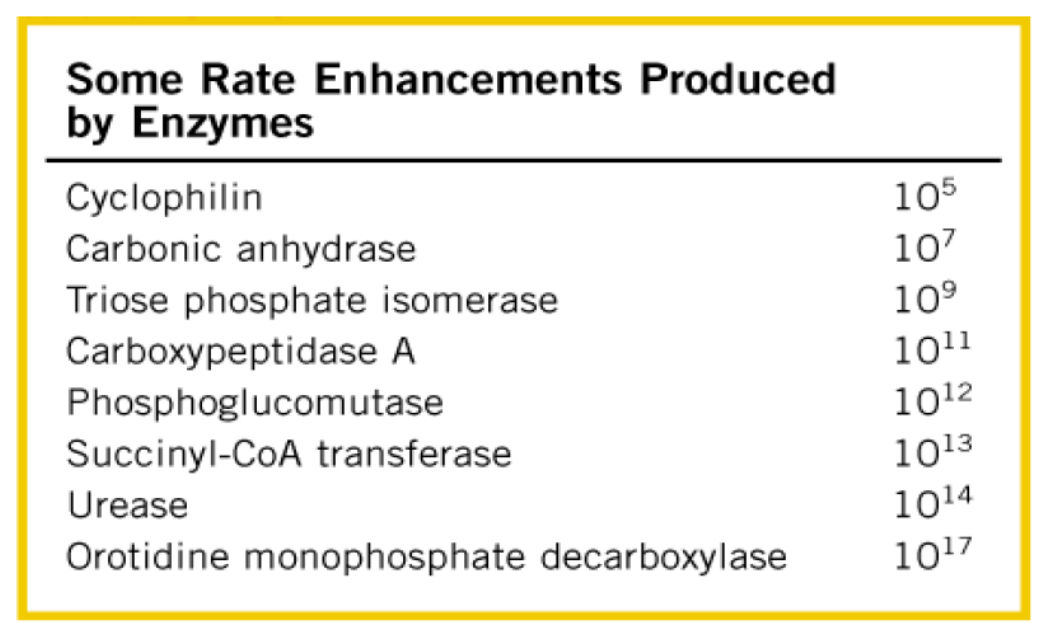 Some Rate Enhancements Produced
by Enzymes
Cyclophilin 10⁵
Carbonic anhydrase 10⁷
Triose phosphate isomerase 10⁹
Carboxypeptidase A 10¹¹
Phosphoglucomutase 10¹²
Succinyl-CoA transferase 10¹³
Urease 10¹⁴
Orotidine monophosphate decarboxylase 10¹⁷